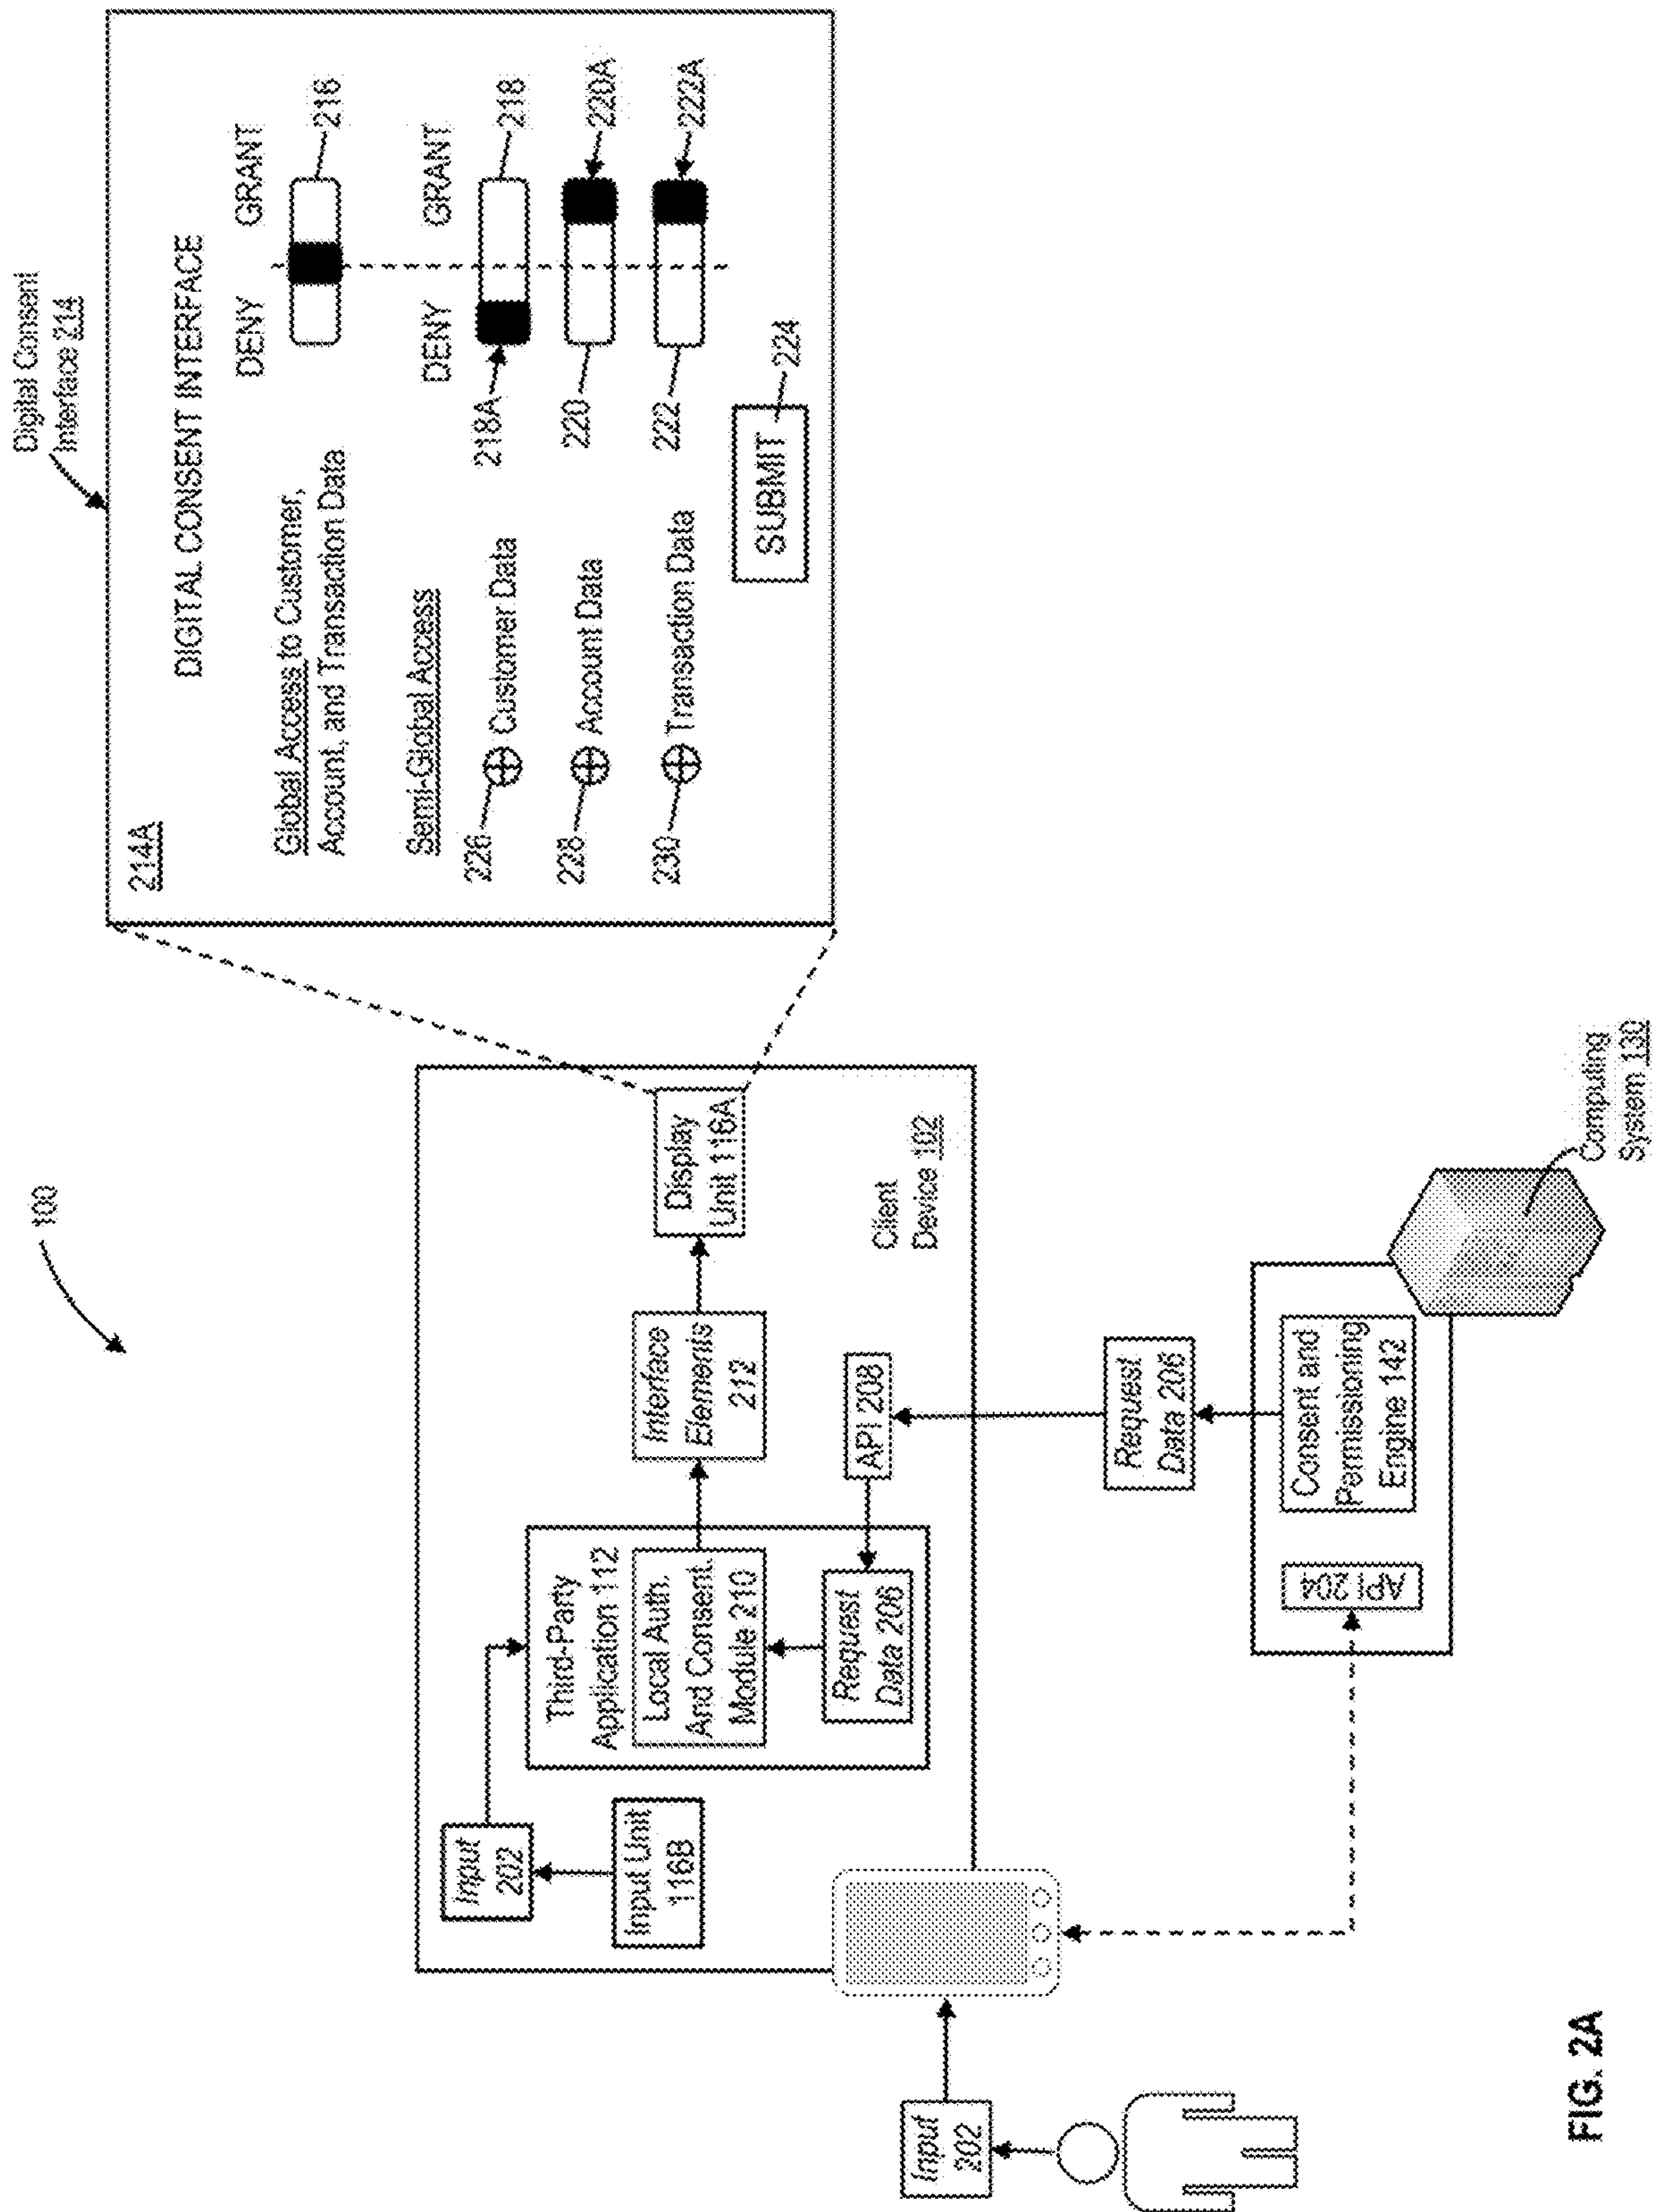 100
Digital Consent
Interface 214
214A
DIGITAL CONSENT INTERFACE
DENY GRANT
Global Access to Customer,
Account, and Transaction Data
216
Semi-Global Access
DENY GRANT
226
Customer Data
218A
218
228
Account Data
220
220A
230
Transaction Data
222
222A
SUBMIT
224
Input
202
Input Unit
116B
Third-Party
Application 112
Local Auth.
And Consent.
Module 210
Request
Data 206
Interface
Elements
212
API 208
Display
Unit 116A
Client
Device 102
Input
202
Request
Data 206
API 204
Consent and
Permissioning
Engine 142
Computing
System 130
FIG. 2A